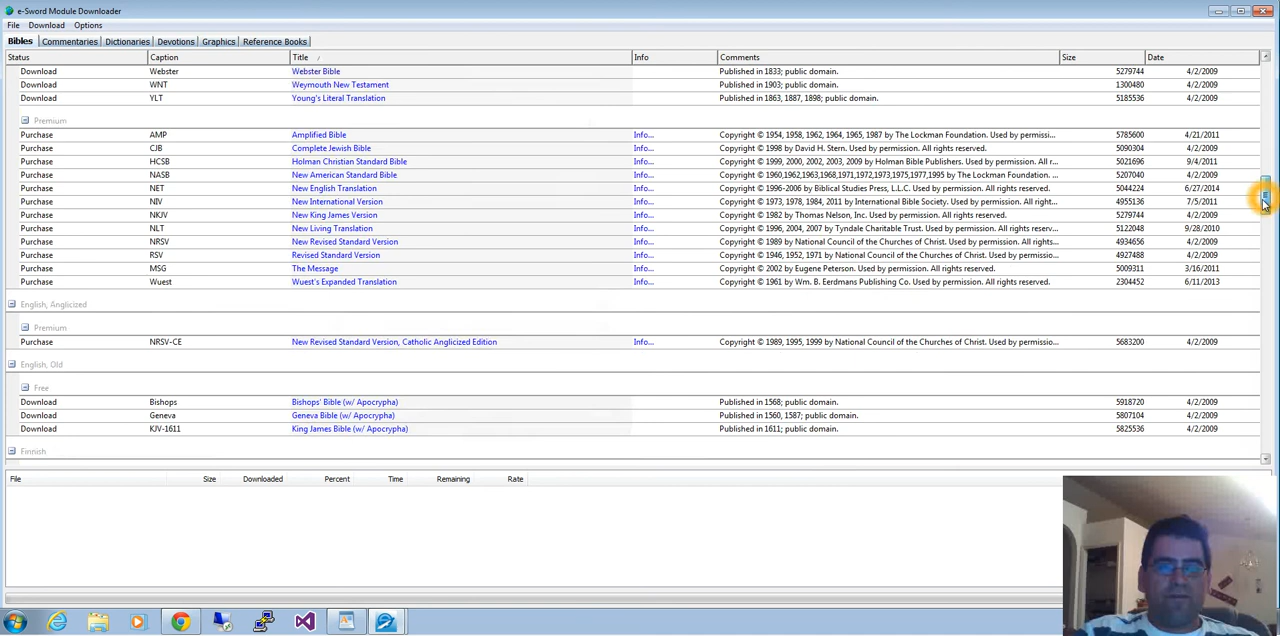 e-Sword Module Downloader
File Download Options
Bibles Commentaries Dictionaries Devotions Graphics Reference Books
Status Caption Title Info Comments Size Date
Download Webster Webster Bible Published in 1833; public domain. 5279744 4/2/2009
Download WNT Weymouth New Testament Published in 1903; public domain. 1300480 4/2/2009
Download YLT Young's Literal Translation Published in 1863, 1887, 1898; public domain. 5185536 4/2/2009
Premium
Purchase AMP Amplified Bible Info... Copyright © 1954, 1958, 1962, 1964, 1965, 1987 by The Lockman Foundation. Used by permissi... 5785600 4/21/2011
Purchase CJB Complete Jewish Bible Info... Copyright © 1998 by David H. Stern. All rights reserved. 5090304 4/2/2009
Purchase HCSB Holman Christian Standard Bible Info... Copyright © 1999, 2000, 2002, 2003, 2009 by Holman Bible Publishers. Used by permission. All r... 5021696 9/4/2011
Purchase NASB New American Standard Bible Info... Copyright © 1960,1962,1963,1968,1971,1972,1973,1975,1977,1995 by The Lockman Foundation. ... 5207040 4/2/2009
Purchase NET New English Translation Info... Copyright © 1996-2006 by Biblical Studies Press, L.L.C. Used by permission. All rights reserved. 5044224 6/27/2014
Purchase NIV New International Version Info... Copyright © 1973, 1978, 1984, 2011 by International Bible Society. Used by permission. All right... 4955136 7/5/2011
Purchase NKJV New King James Version Info... Copyright © 1982 by Thomas Nelson, Inc. Used by permission. All rights reserved. 5279744 4/2/2009
Purchase NLT New Living Translation Info... Copyright © 1996, 2004, 2007 by Tyndale Charitable Trust. Used by permission. All rights reserv... 5122048 9/28/2010
Purchase NRSV New Revised Standard Version Info... Copyright © 1989 by National Council of the Churches of Christ. Used by permission. All rights... 4934656 4/2/2009
Purchase RSV Revised Standard Version Info... Copyright © 1946, 1952, 1971 by National Council of the Churches of Christ. Used by permissio... 4927488 4/2/2009
Purchase MSG The Message Info... Copyright © 2002 by Eugene Peterson. Used by permission. All rights reserved. 5009311 3/16/2011
Purchase Wuest Wuest's Expanded Translation Info... Copyright © 1961 by Wm. B. Eerdmans Publishing Co. Used by permission. All rights reserved. 2304452 6/11/2013
English, Anglicized
Premium
Purchase NRSV-CE New Revised Standard Version, Catholic Anglicized Edition Info... Copyright © 1989, 1995, 1999 by National Council of the Churches of Christ. Used by permissio... 5683200 4/2/2009
English, Old
Free
Download Bishops Bishops' Bible (w/ Apocrypha) Published in 1568; public domain. 5918720 4/2/2009
Download Geneva Geneva Bible (w/ Apocrypha) Published in 1560, 1587; public domain. 5807104 4/2/2009
Download KJV-1611 King James Bible (w/ Apocrypha) Published in 1611; public domain. 5825536 4/2/2009
Finnish
File Size Downloaded Percent Time Remaining Rate